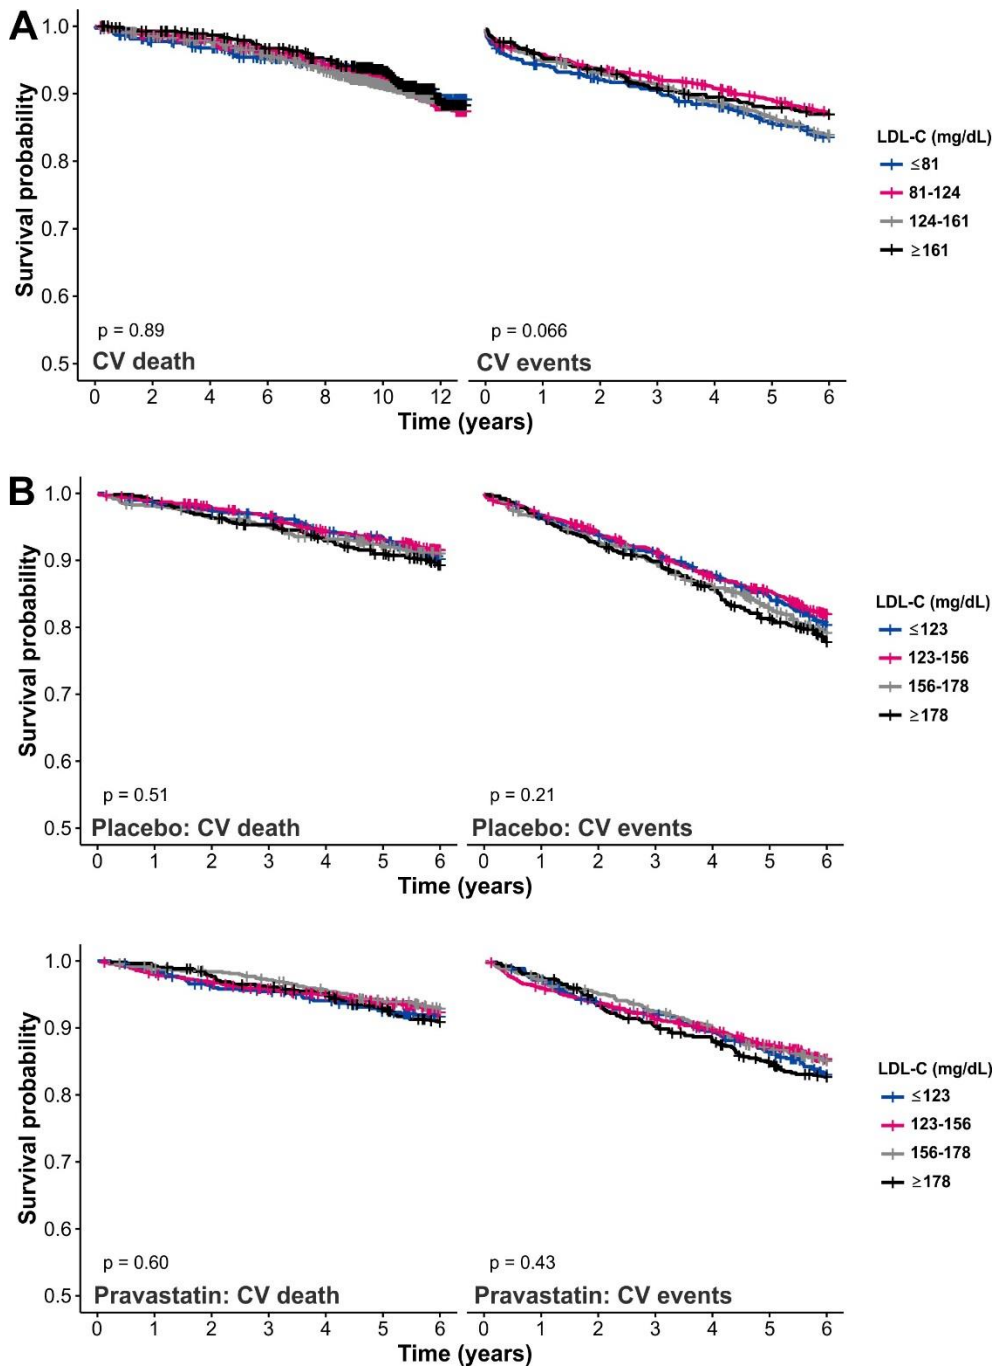 A
Survival probability
1.0
0.9
0.8
0.7
0.6
0.5
p = 0.89
CV death
p = 0.066
CV events
0 2 4 6 8 10 12
0 1 2 3 4 5 6
Time (years)
LDL-C (mg/dL)
≤81
81-124
124-161
≥161
B
Survival probability
1.0
0.9
0.8
0.7
0.6
0.5
p = 0.51
Placebo: CV death
p = 0.21
Placebo: CV events
0 1 2 3 4 5 6
0 1 2 3 4 5 6
Time (years)
LDL-C (mg/dL)
≤123
123-156
156-178
≥178
Survival probability
1.0
0.9
0.8
0.7
0.6
0.5
p = 0.60
Pravastatin: CV death
p = 0.43
Pravastatin: CV events
0 1 2 3 4 5 6
0 1 2 3 4 5 6
Time (years)
LDL-C (mg/dL)
≤123
123-156
156-178
≥178